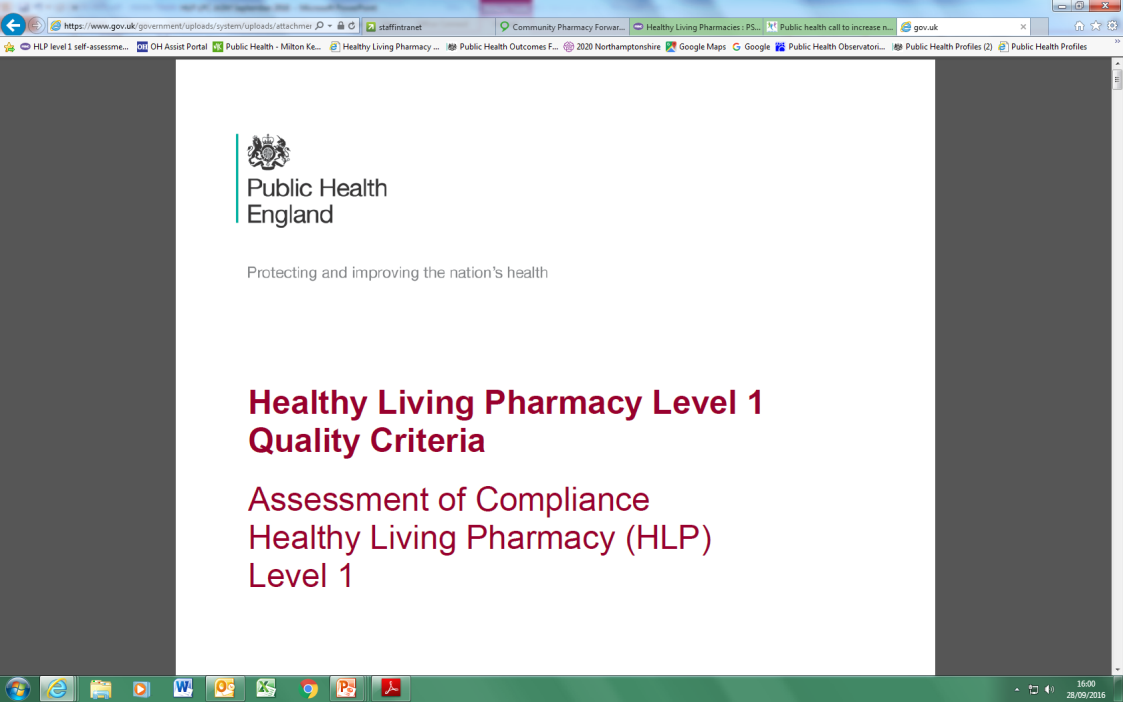 https://www.gov.uk/government/uploads/system/uploads/attachmer
staffintranet
Community Pharmacy Forwar...
Healthy Living Pharmacies : PS...
Public health call to increase n...
gov.uk
HLP level 1 self-assessme...
OH Assist Portal
Public Health - Milton Ke...
Healthy Living Pharmacy ...
Public Health Outcomes F...
2020 Northamptonshire
Google Maps
Google
Public Health Observatori...
Public Health Profiles (2)
Public Health Profiles
Public Health
England
Protecting and improving the nation's health
Healthy Living Pharmacy Level 1
Quality Criteria
Assessment of Compliance
Healthy Living Pharmacy (HLP)
Level 1
16:00
28/09/2016